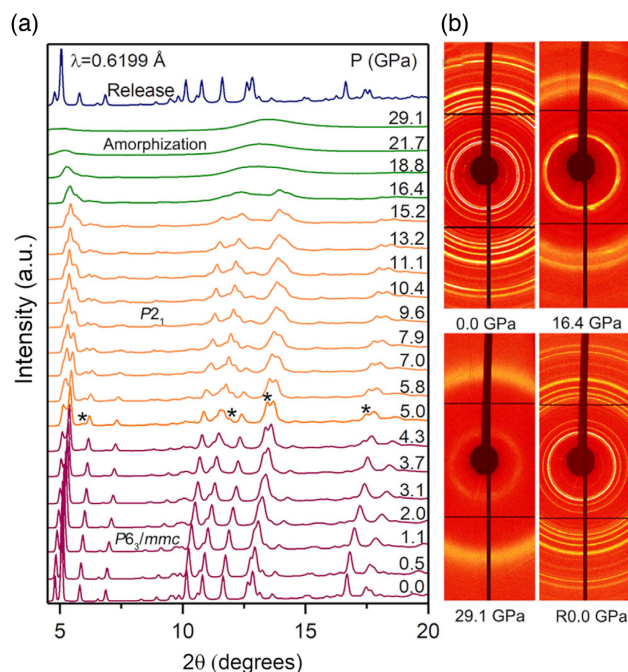 (a)
λ=0.6199 Å
P (GPa)
Release
29.1
Amorphization
21.7
18.8
16.4
15.2
13.2
11.1
10.4
P2₁
9.6
7.9
7.0
5.8
*
* * *
5.0
4.3
3.7
3.1
2.0
P6₃/mmc
1.1
0.5
0.0
5 10 15 20
2θ (degrees)
Intensity (a.u.)
(b)
0.0 GPa
16.4 GPa
29.1 GPa
R0.0 GPa